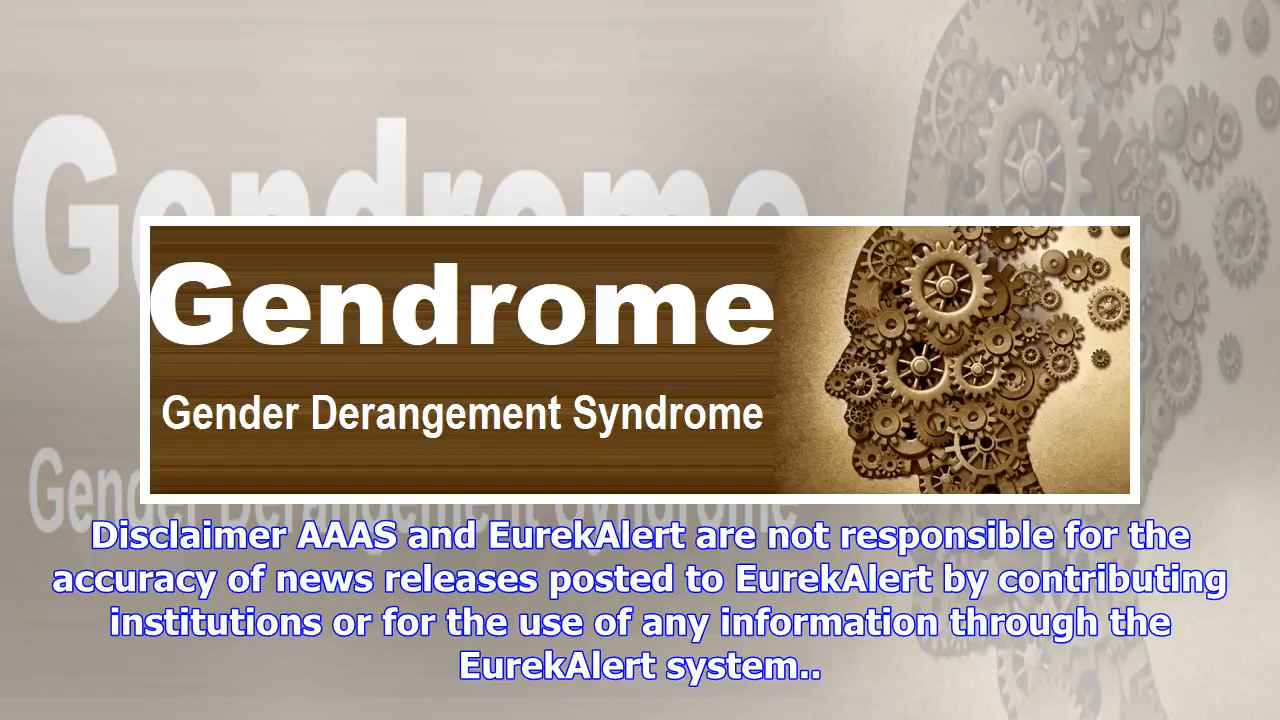 Gendrome
Gender Derangement Syndrome
Disclaimer AAAS and EurekAlert are not responsible for the
accuracy of news releases posted to EurekAlert by contributing
institutions or for the use of any information through the
EurekAlert system..